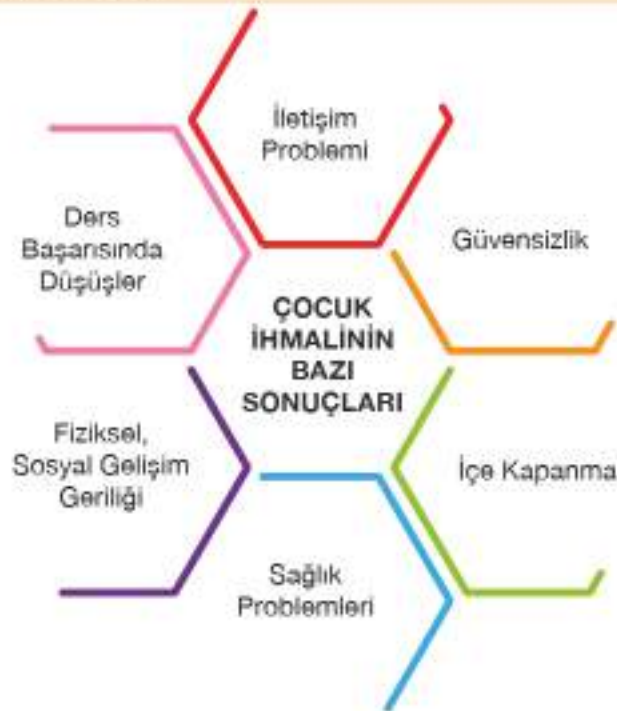 İletişim
Problemi
Ders
Başarısında
Düşüşler
Güvensizlik
ÇOCUK
İHMALİNİN
BAZI
SONUÇLARI
Fiziksel,
Sosyal Gelişim
Geriliği
İçe Kapanma
Sağlık
Problemleri